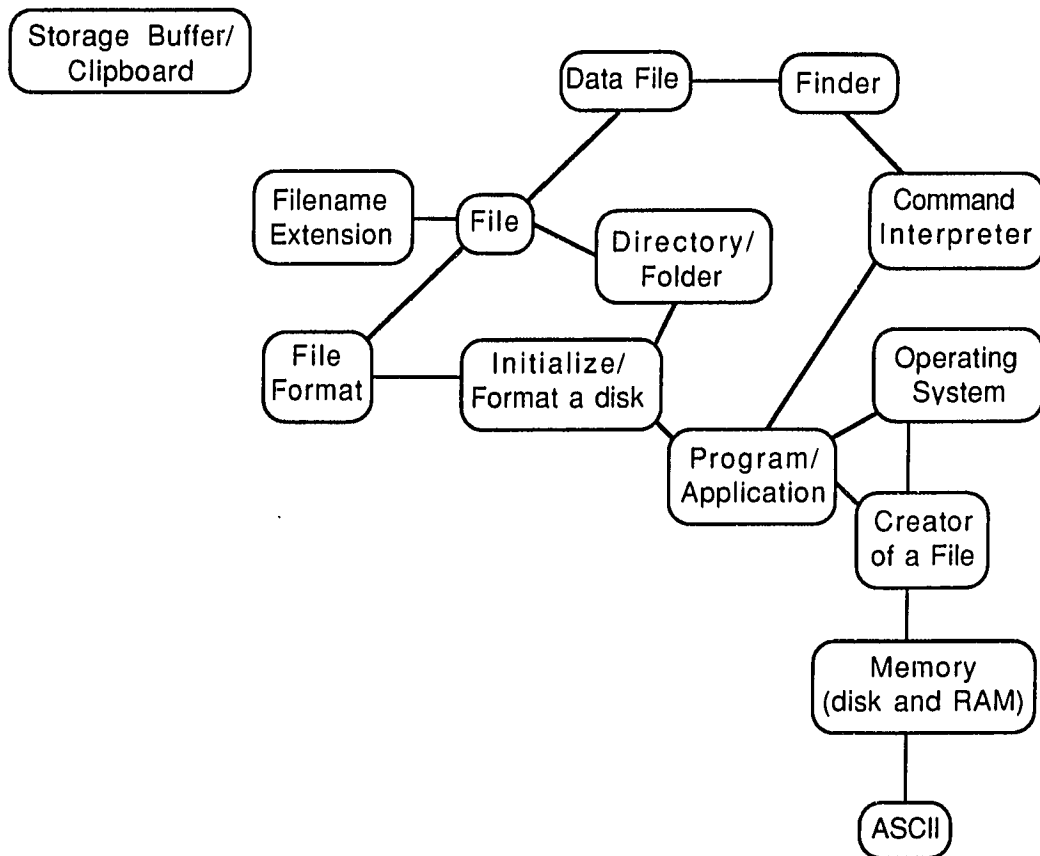 Storage Buffer/
Clipboard
Data File
Finder
Filename
Extension
File
Command
Interpreter
Directory/
Folder
File
Format
Initialize/
Format a disk
Operating
System
Program/
Application
Creator
of a File
Memory
(disk and RAM)
ASCII